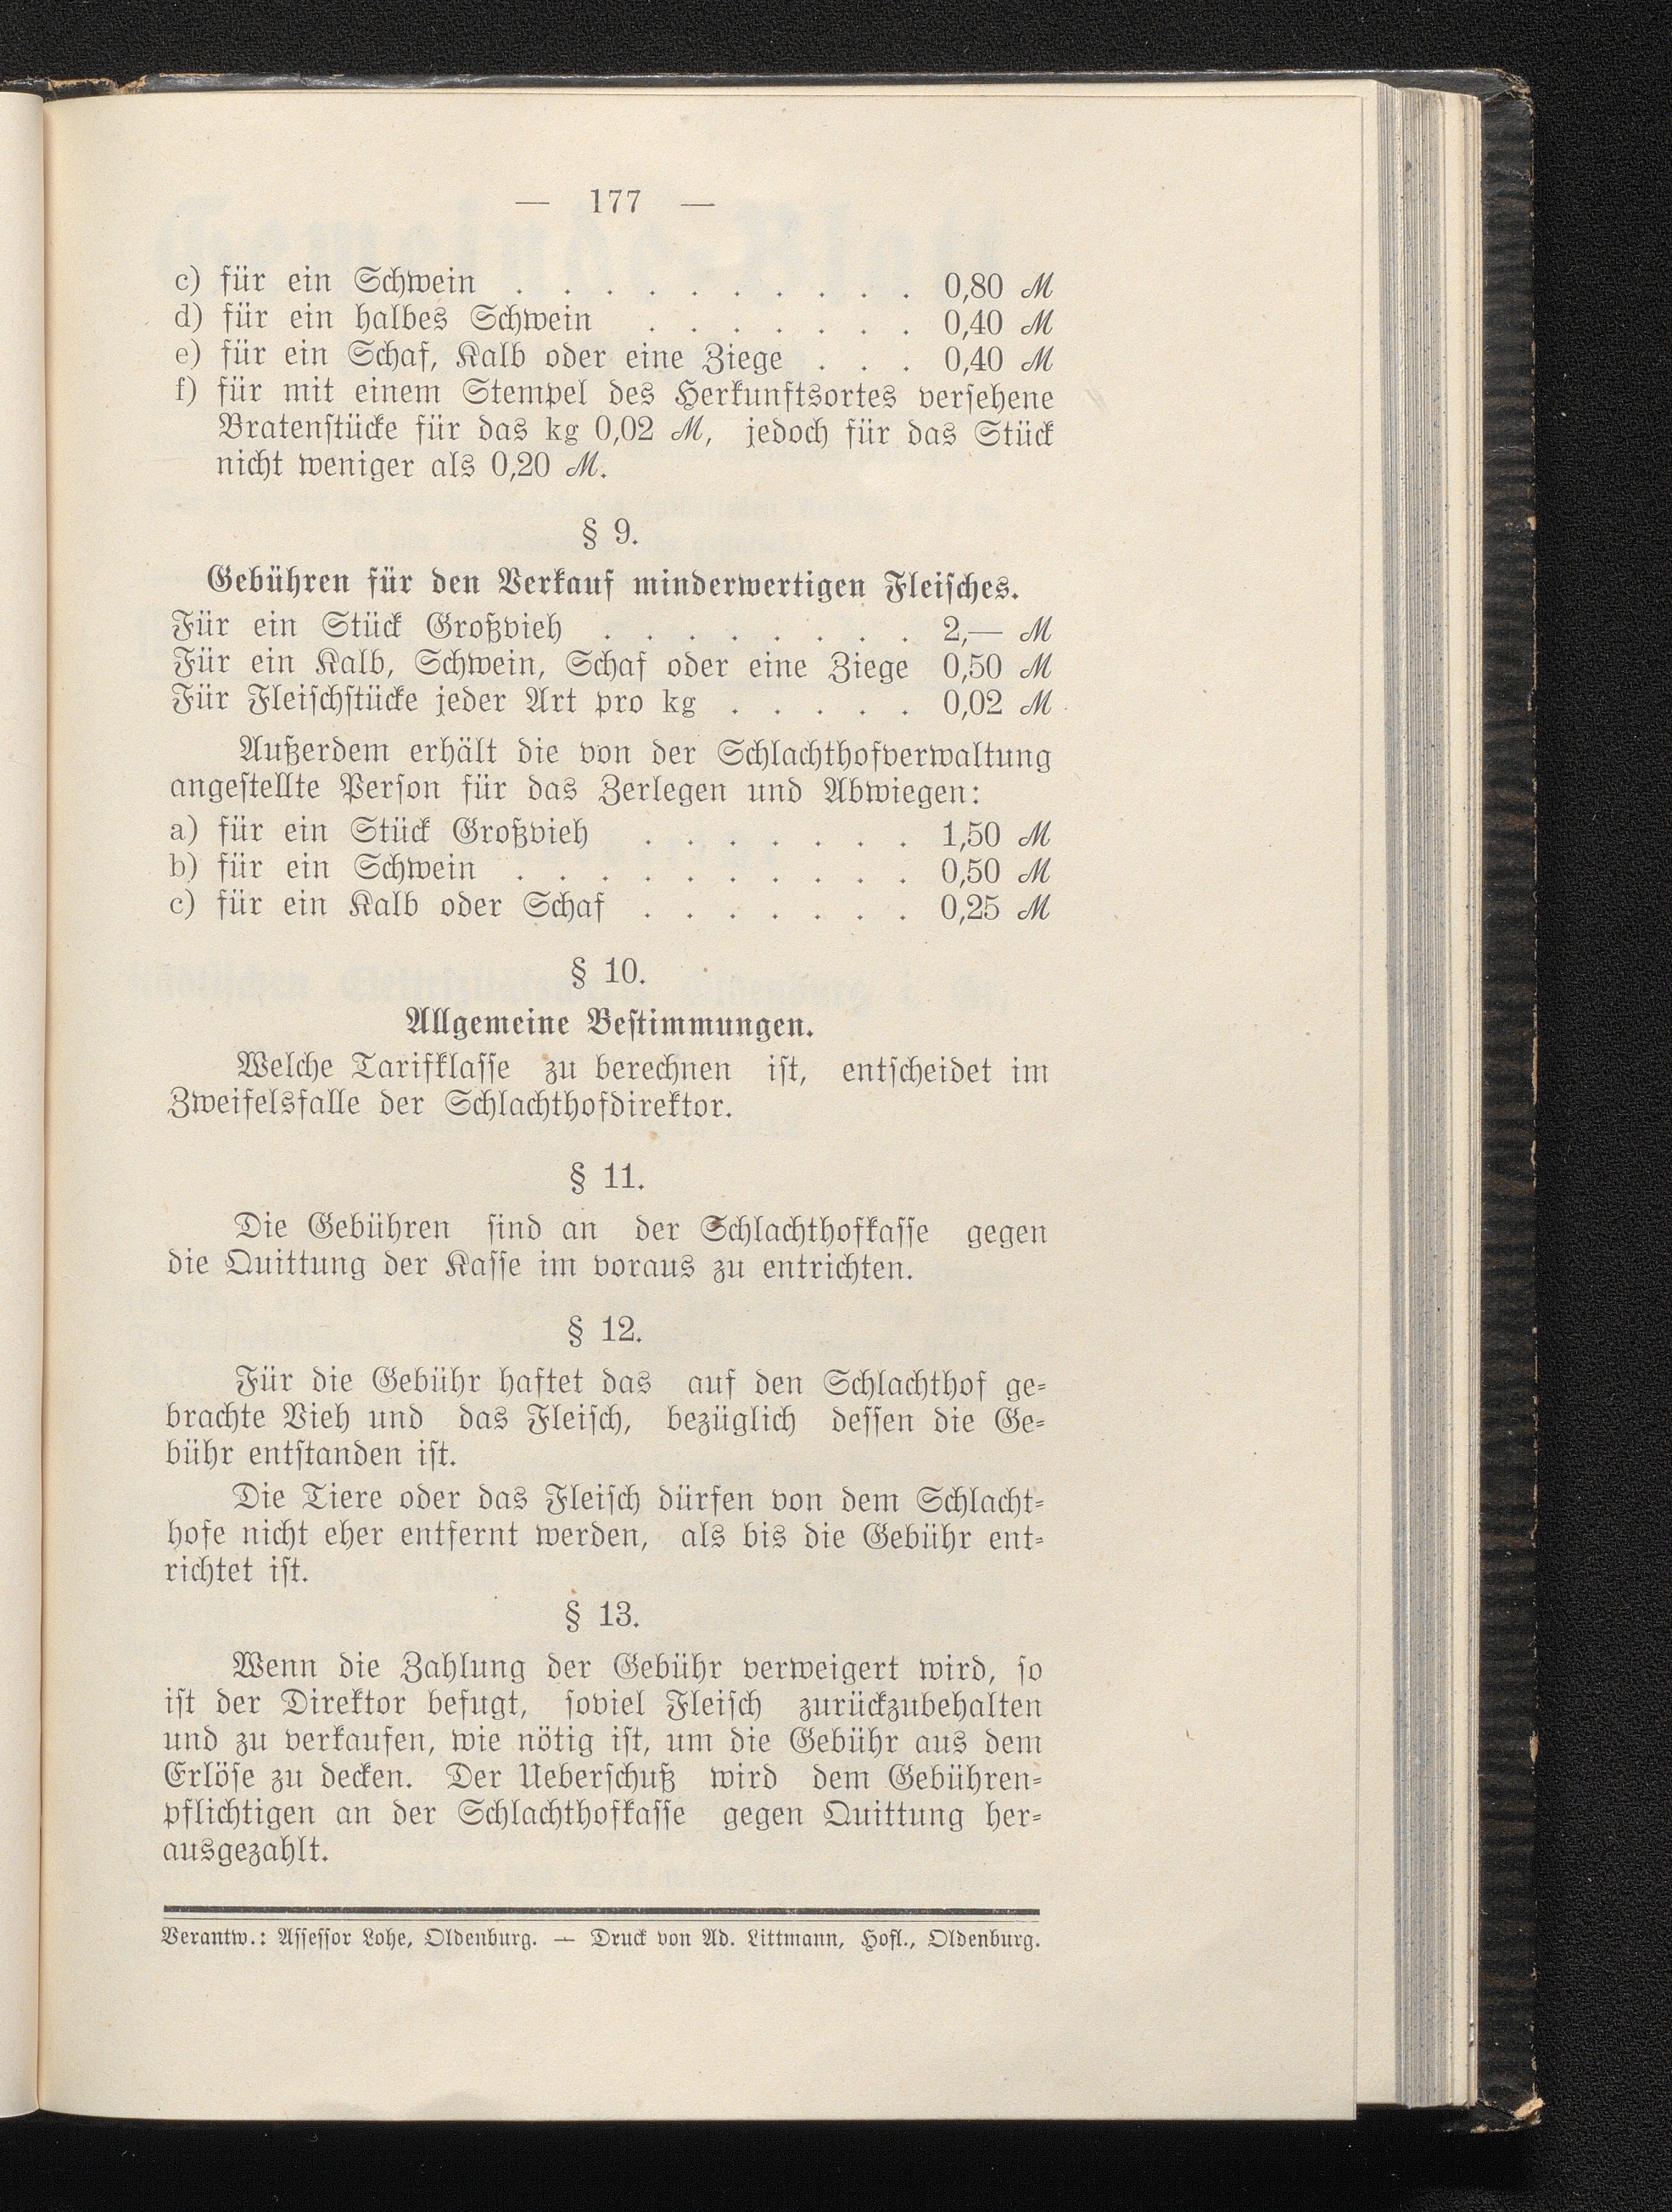 — 177 —
c) für ein Schwein . . . . . . . . . . 0,80 ℳ
d) für ein halbes Schwein . . . . . . . 0,40 ℳ
e) für ein Schaf, Kalb oder eine Ziege . . . 0,40 ℳ
f) für mit einem Stempel des Herkunftsortes versehene
Bratenstücke für das kg 0,02 ℳ, jedoch für das Stück
nicht weniger als 0,20 ℳ.
§ 9.
Gebühren für den Verkauf minderwertigen Fleisches.
Für ein Stück Großvieh . . . . . . . . 2,— ℳ
Für ein Kalb, Schwein, Schaf oder eine Ziege 0,50 ℳ
Für Fleischstücke jeder Art pro kg . . . . . 0,02 ℳ
Außerdem erhält die von der Schlachthofverwaltung
angestellte Person für das Zerlegen und Abwiegen:
a) für ein Stück Großvieh . . . . . . . 1,50 ℳ
b) für ein Schwein . . . . . . . . . . 0,50 ℳ
c) für ein Kalb oder Schaf . . . . . . . 0,25 ℳ
§ 10.
Allgemeine Bestimmungen.
Welche Tarifklasse zu berechnen ist, entscheidet im
Zweifelsfalle der Schlachthofdirektor.
§ 11.
Die Gebühren sind an der Schlachthofkasse gegen
die Quittung der Kasse im voraus zu entrichten.
§ 12.
Für die Gebühr haftet das auf den Schlachthof ge-
brachte Vieh und das Fleisch, bezüglich dessen die Ge-
bühr entstanden ist.
Die Tiere oder das Fleisch dürfen von dem Schlacht-
hofe nicht eher entfernt werden, als bis die Gebühr ent-
richtet ist.
§ 13.
Wenn die Zahlung der Gebühr verweigert wird, so
ist der Direktor befugt, soviel Fleisch zurückzubehalten
und zu verkaufen, wie nötig ist, um die Gebühr aus dem
Erlöse zu decken. Der Ueberschuß wird dem Gebühren-
pflichtigen an der Schlachthofkasse gegen Quittung her-
ausgezahlt.
Verantw.: Assessor Lohe, Oldenburg. — Druck von Ad. Littmann, Hofl., Oldenburg.